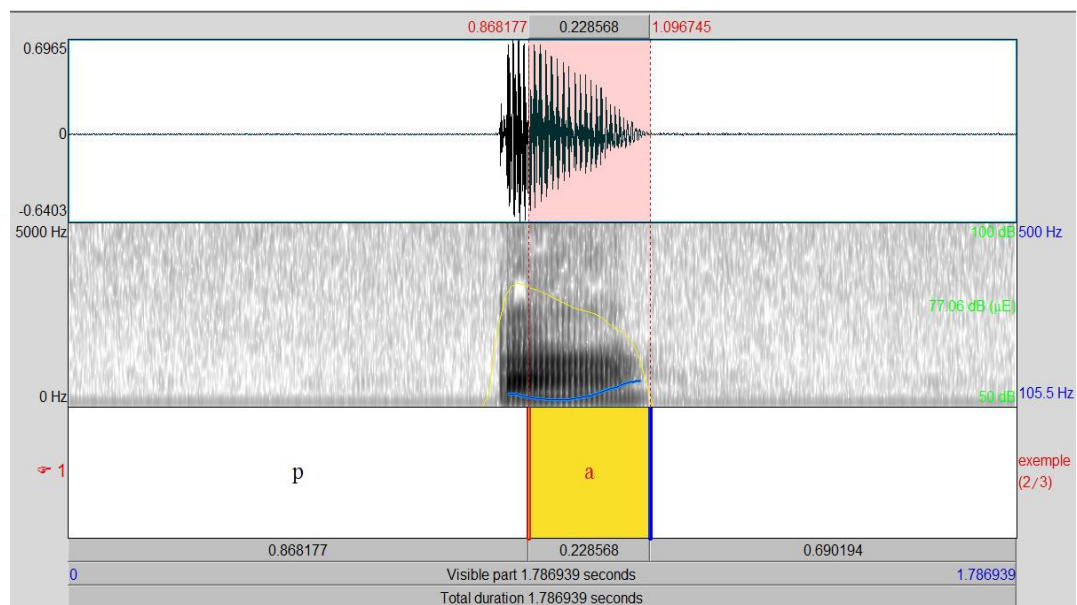 0.868177 0.228568 1.096745
0.6965
0
-0.6403
5000 Hz 100 dB 500 Hz
77.06 dB (µE)
0 Hz 50 dB 105.5 Hz
1 p a exemple
(2/3)
0.868177 0.228568 0.690194
0 Visible part 1.786939 seconds 1.786939
Total duration 1.786939 seconds